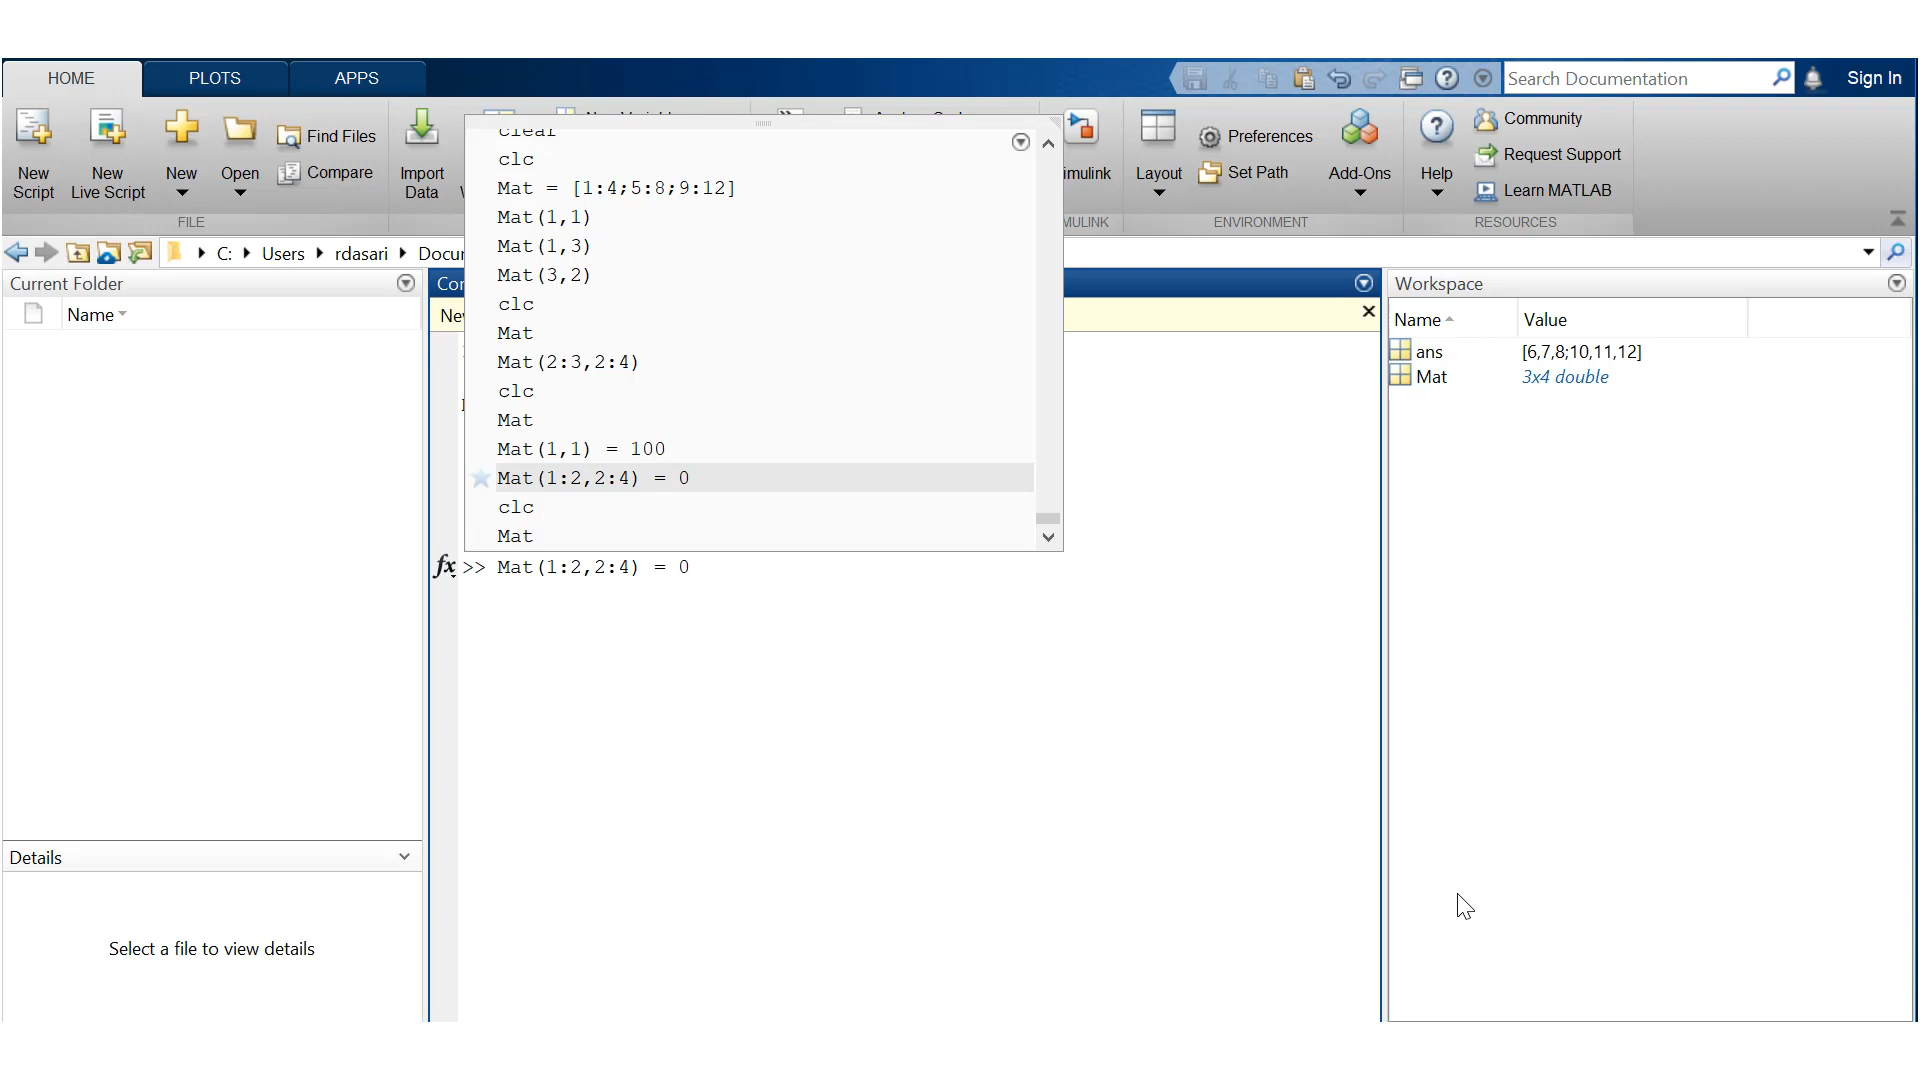 HOME
PLOTS
APPS
Search Documentation
Sign In
New Script
New Live Script
New
Open
Find Files
Compare
Import Data
Layout
Preferences
Set Path
Add-Ons
Help
Community
Request Support
Learn MATLAB
FILE
ENVIRONMENT
RESOURCES
C:
Users
rdasari
Current Folder
Name
Details
Select a file to view details
clear
clc
Mat = [1:4;5:8;9:12]
Mat(1,1)
Mat(1,3)
Mat(3,2)
clc
Mat
Mat(2:3,2:4)
clc
Mat
Mat(1,1) = 100
Mat(1:2,2:4) = 0
clc
Mat
fx >> Mat(1:2,2:4) = 0
Workspace
Name Value
ans [6,7,8;10,11,12]
Mat 3x4 double